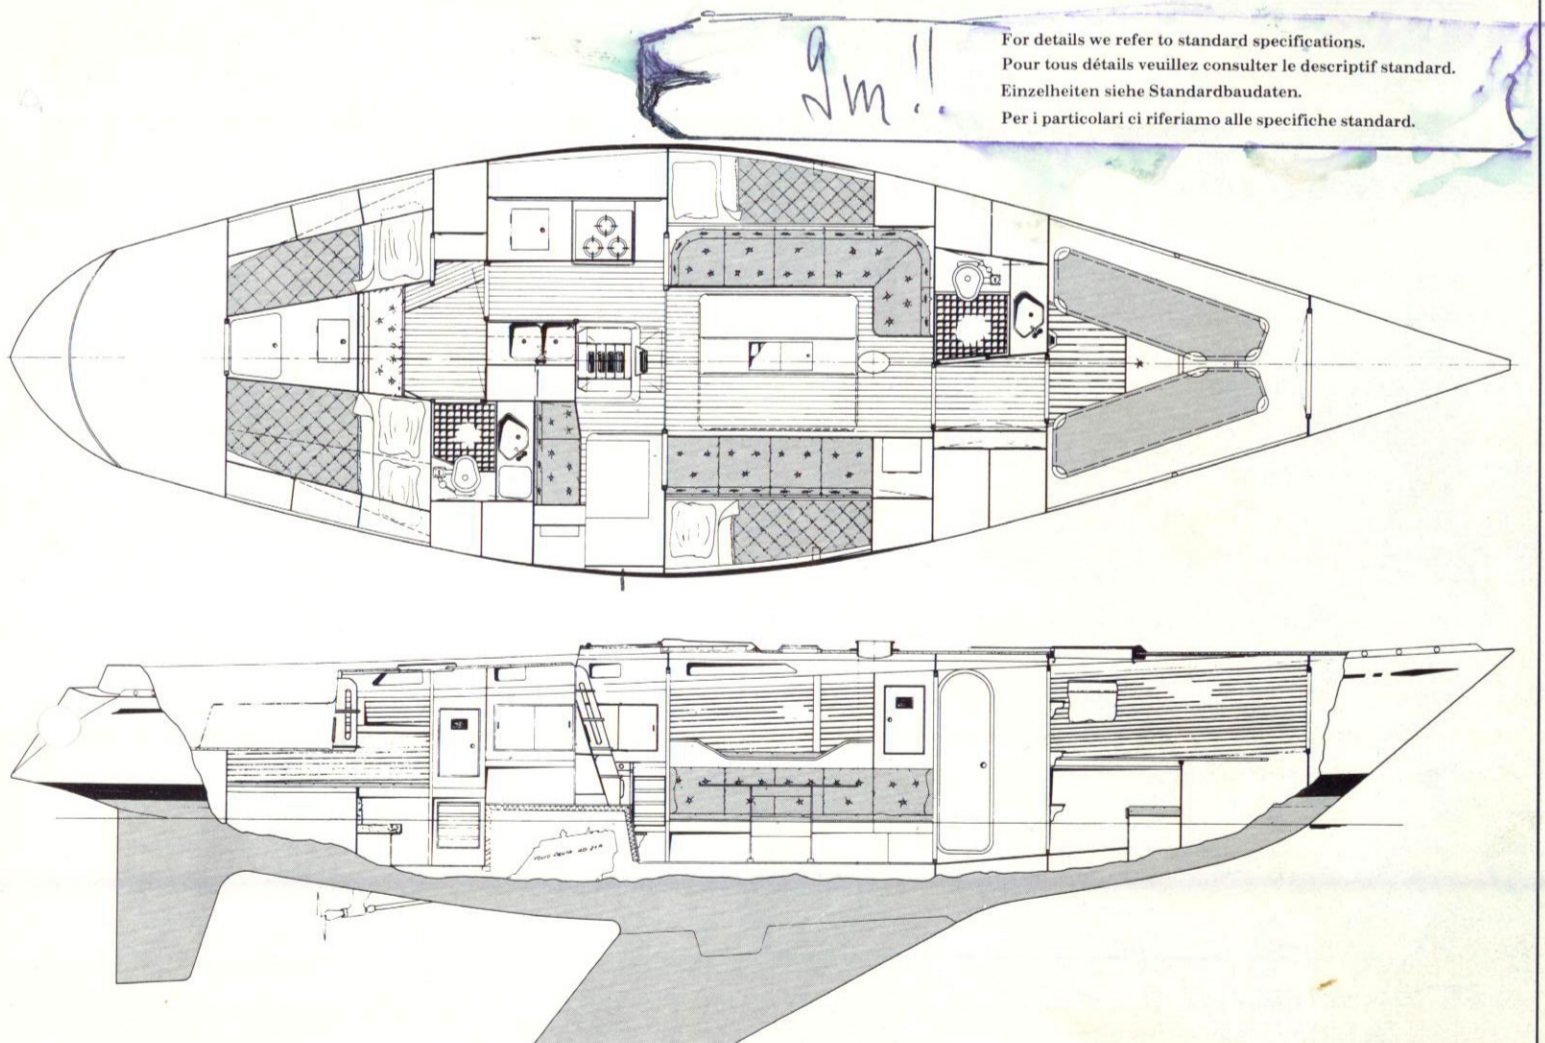 9m!!
For details we refer to standard specifications.
Pour tous détails veuillez consulter le descriptif standard.
Einzelheiten siehe Standardbaudaten.
Per i particolari ci riferiamo alle specifiche standard.